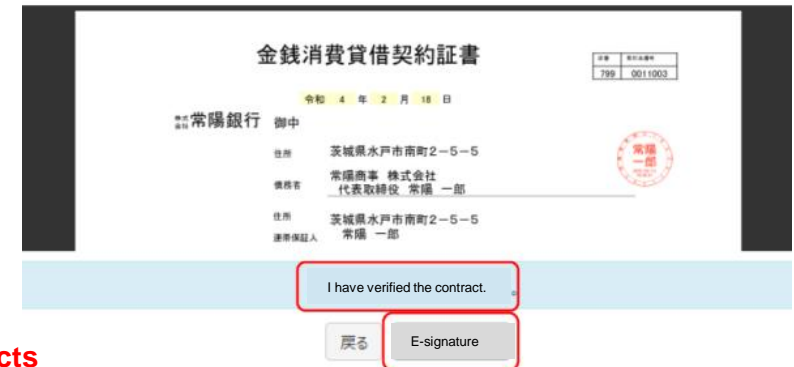 金銭消費貸借契約証書
799 0011003
令和 4 年 2 月 18 日
株式会社 常陽銀行 御中
住所 茨城県水戸市南町2-5-5
常陽商事 株式会社
債務者 代表取締役 常陽 一郎
常陽
一郎
住所 茨城県水戸市南町2-5-5
連帯保証人 常陽 一郎
I have verified the contract.
戻る E-signature
cts